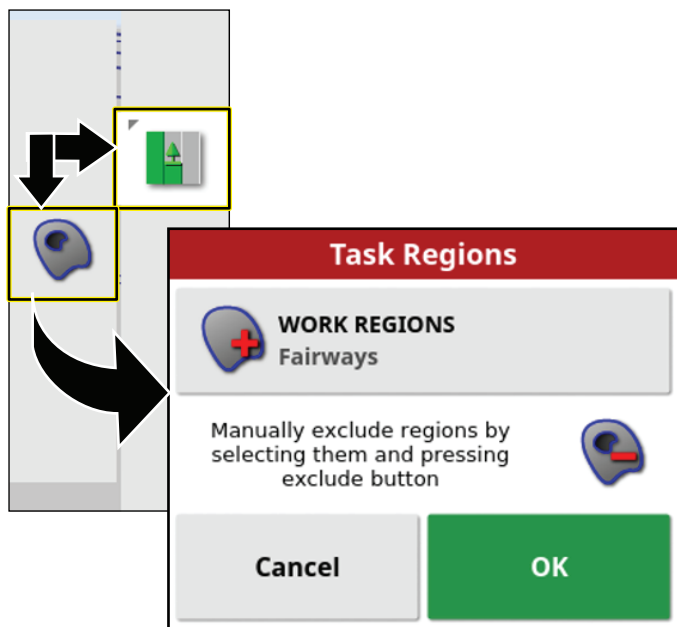 Task Regions
WORK REGIONS
Fairways
Manually exclude regions by
selecting them and pressing
exclude button
Cancel
OK